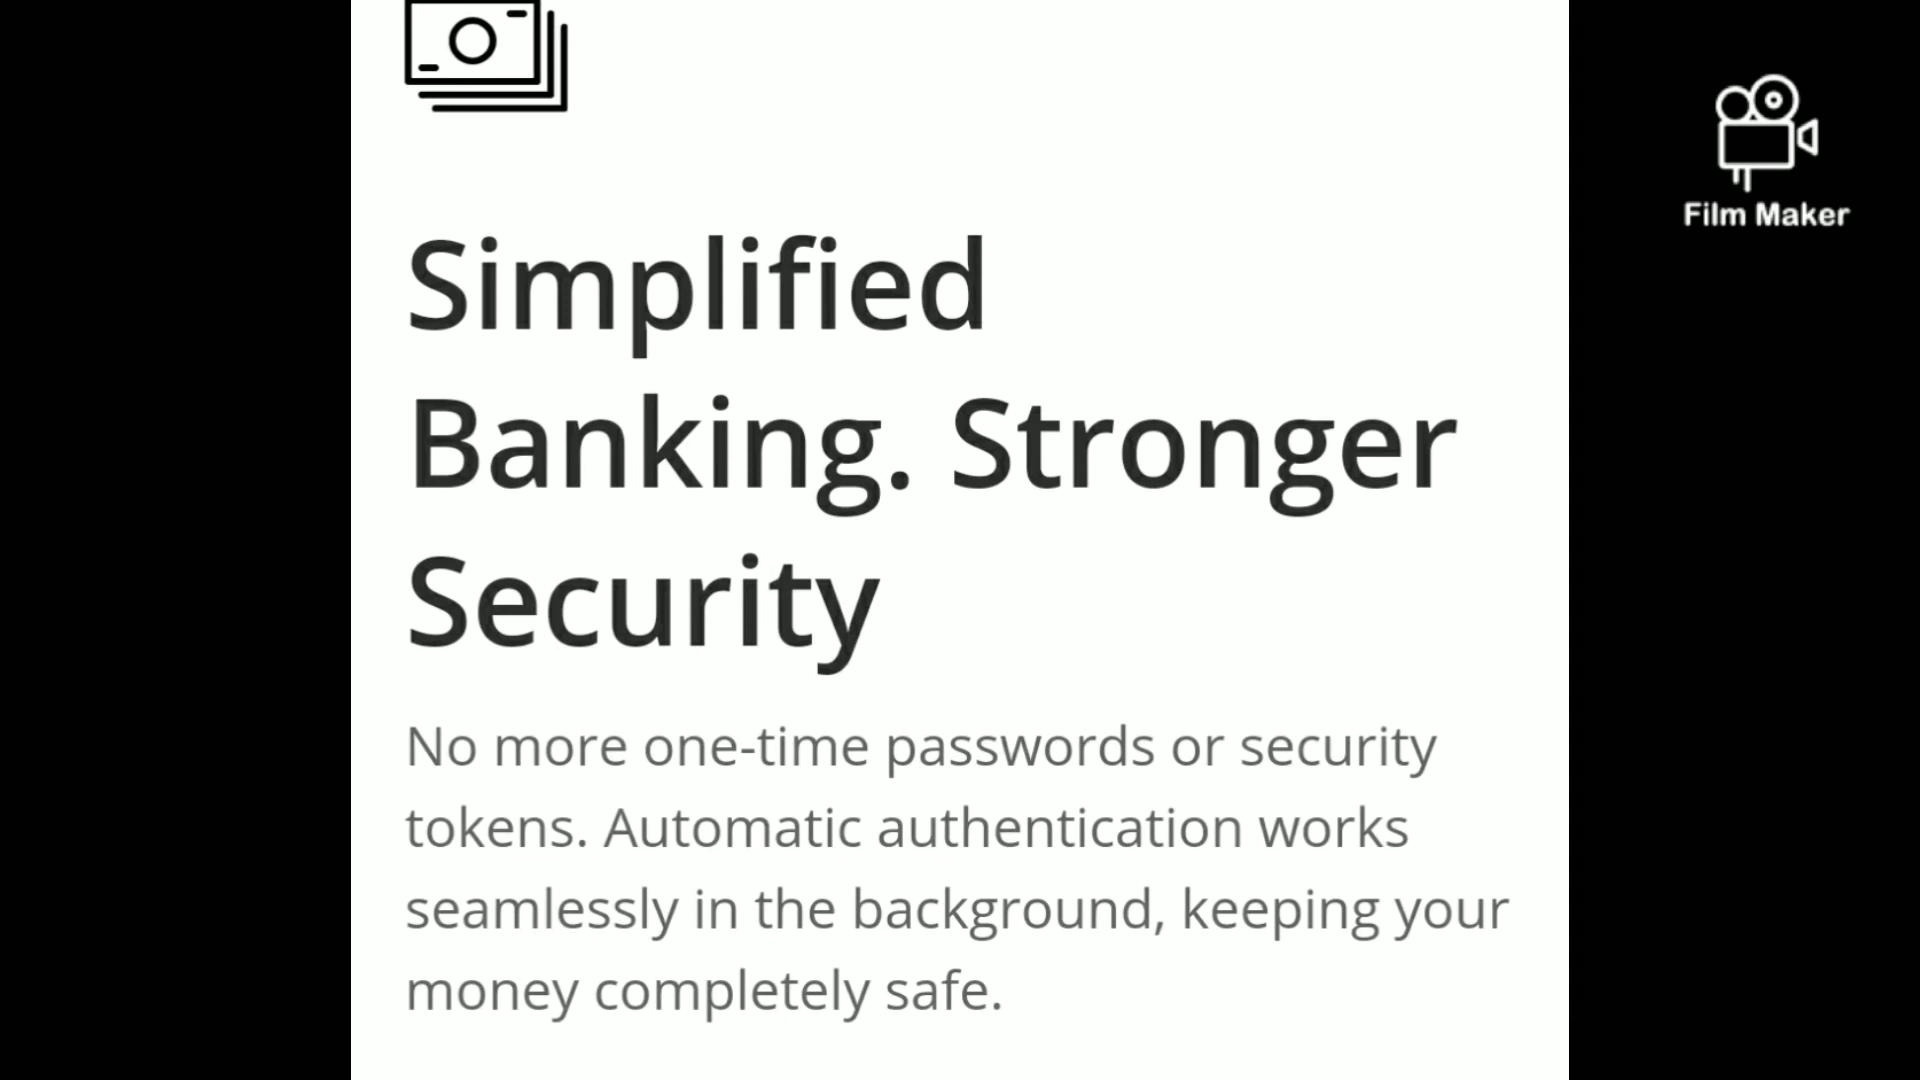 Film Maker
Simplified
Banking. Stronger
Security
No more one-time passwords or security
tokens. Automatic authentication works
seamlessly in the background, keeping your
money completely safe.